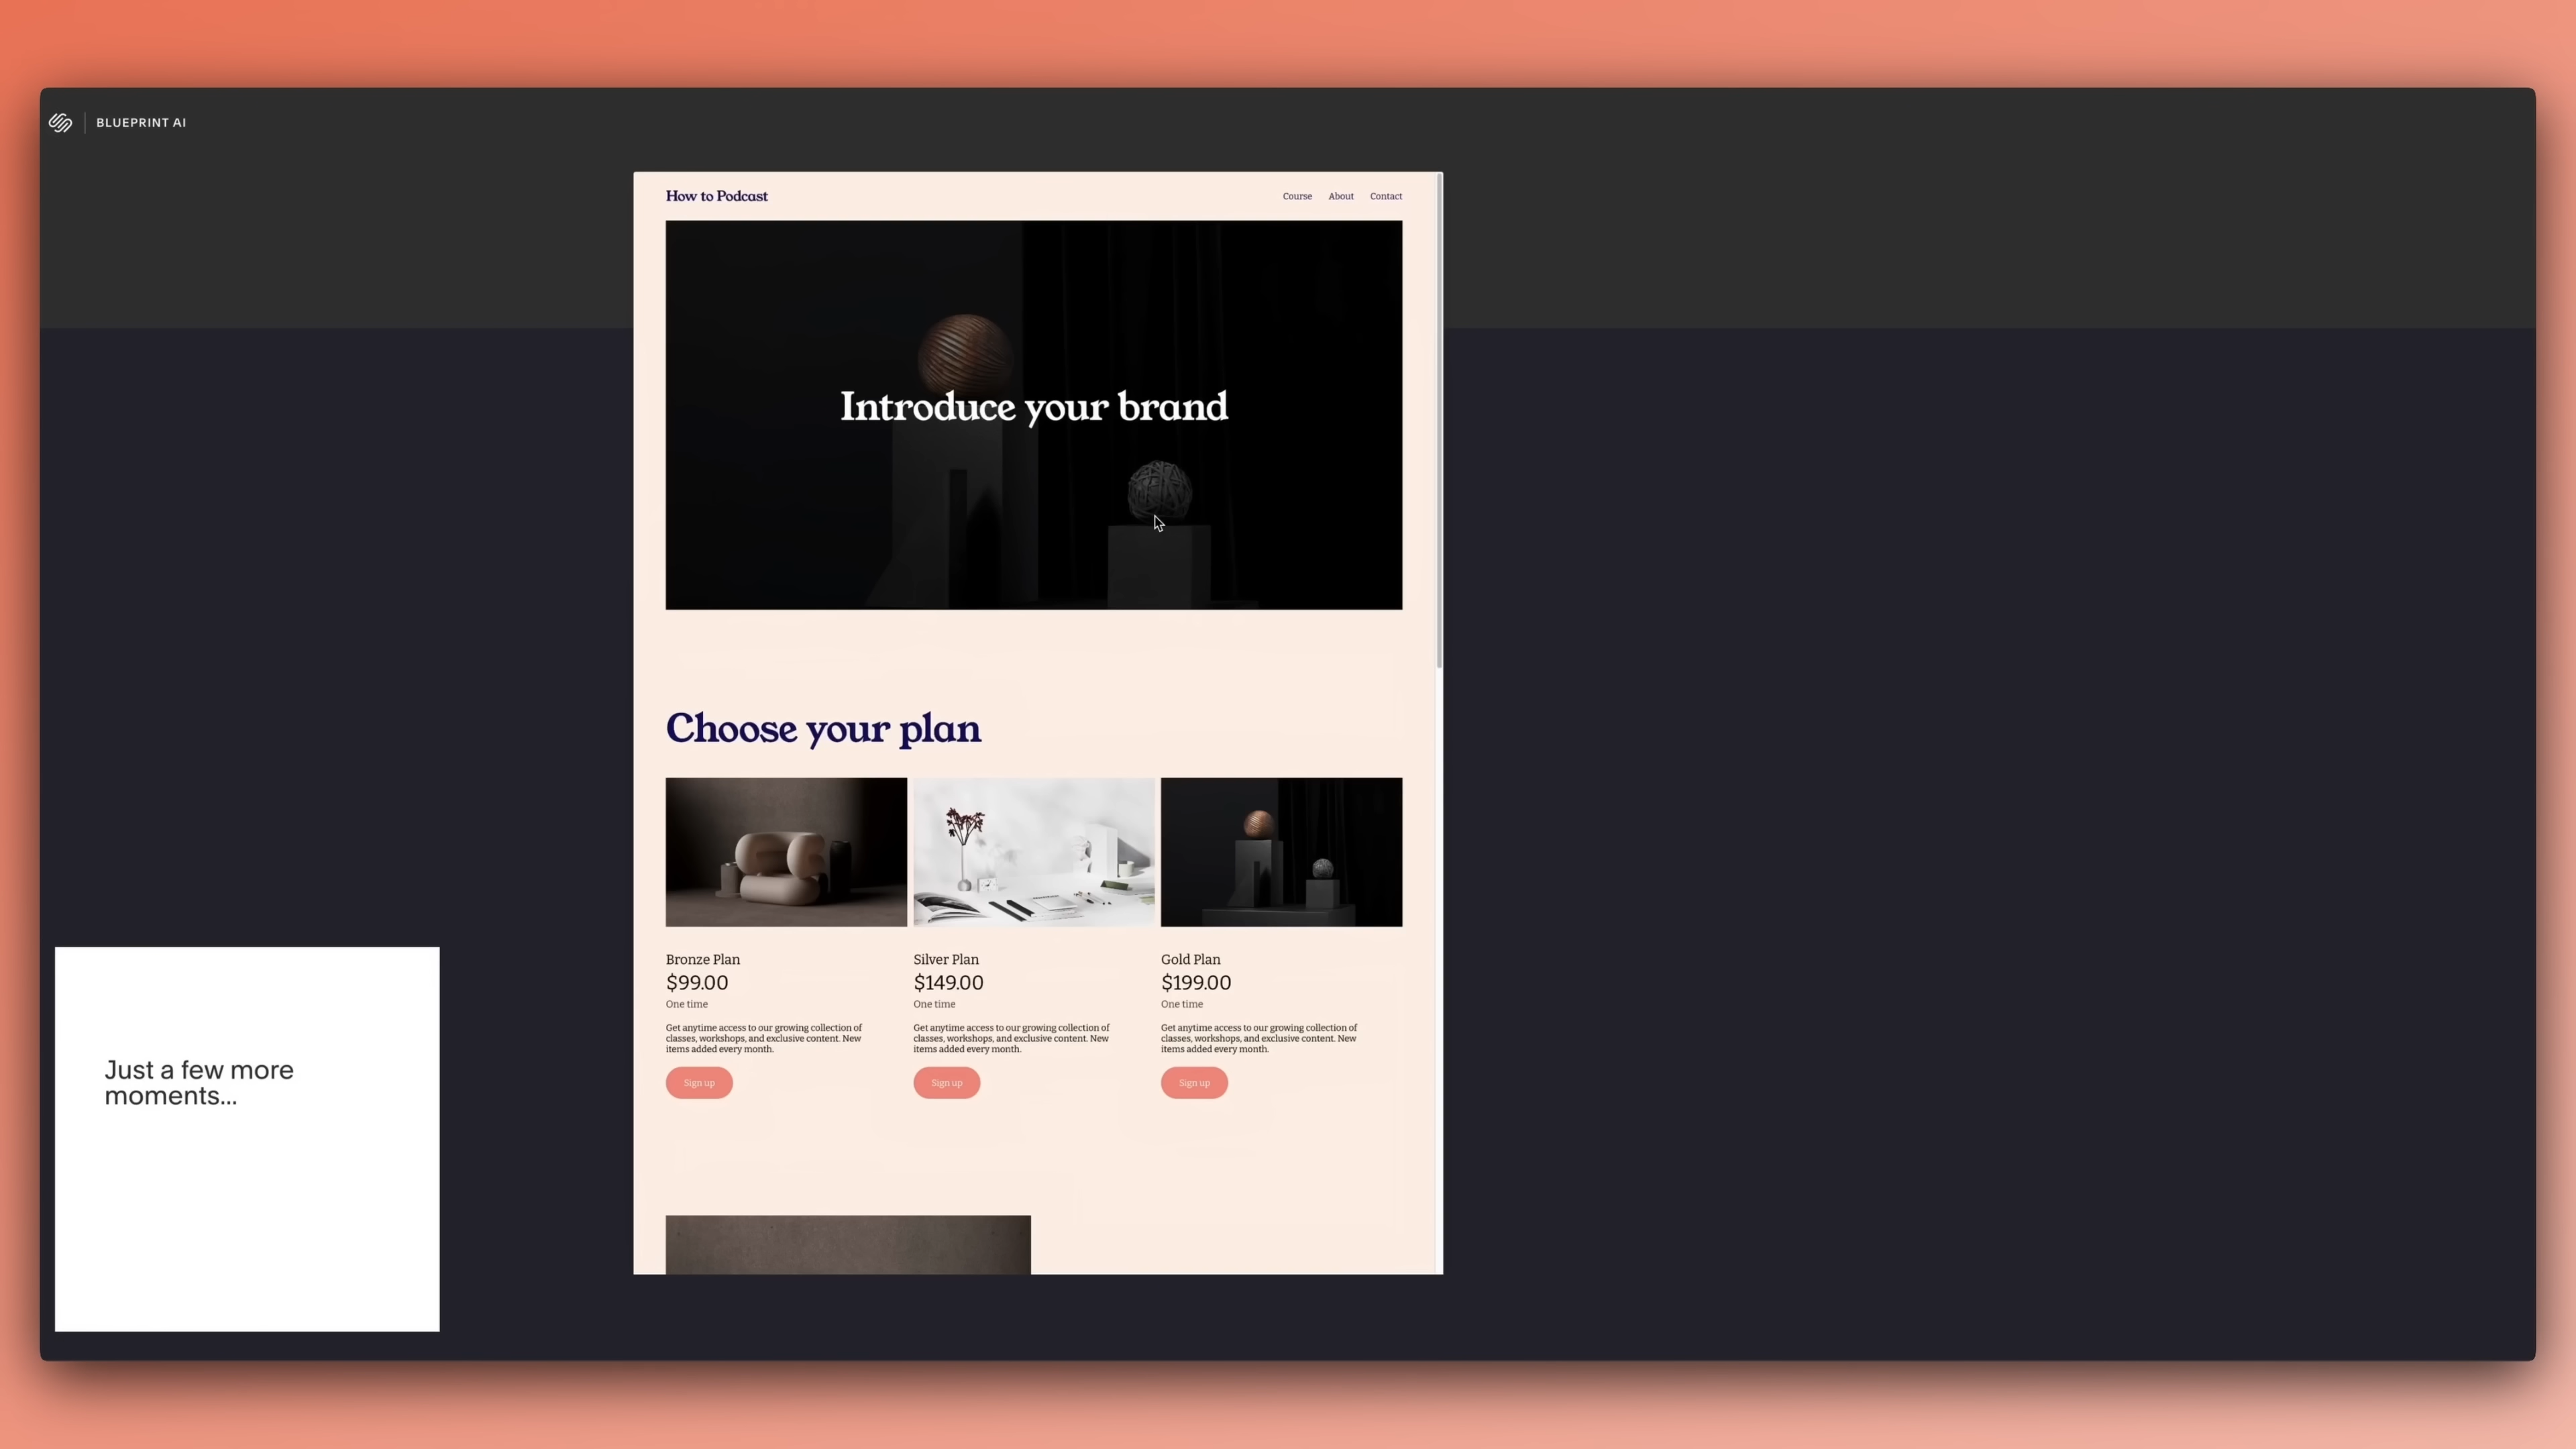 BLUEPRINT AI
How to Podcast
Course About Contact
Introduce your brand
Choose your plan
Bronze Plan
$99.00
One time
Get anytime access to our growing collection of
classes, workshops, and exclusive content. New
items added every month.
Sign up
Silver Plan
$149.00
One time
Get anytime access to our growing collection of
classes, workshops, and exclusive content. New
items added every month.
Sign up
Gold Plan
$199.00
One time
Get anytime access to our growing collection of
classes, workshops, and exclusive content. New
items added every month.
Sign up
Just a few more
moments...